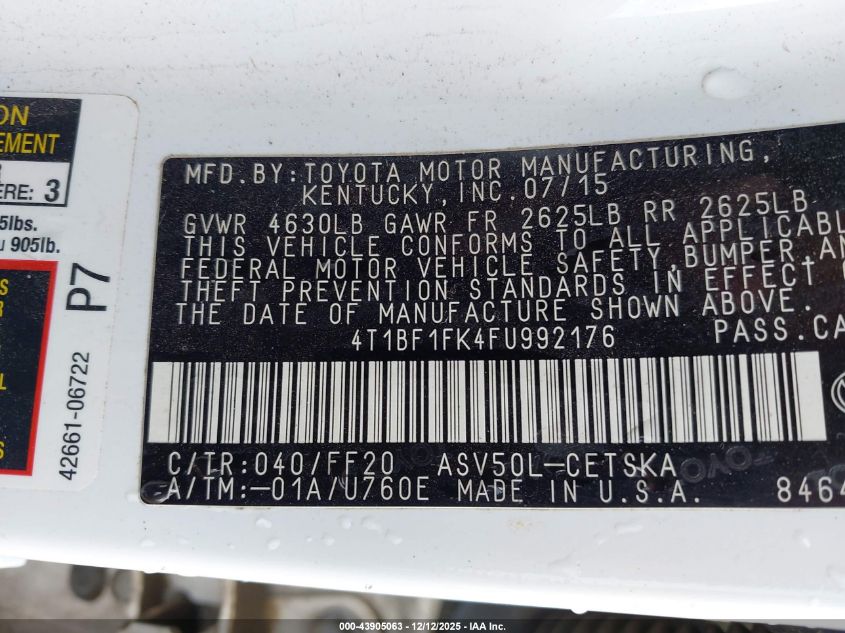 ON
EMENT
ERE: 3
5lbs.
u 905lb.
P7
42661-06722
MFD.BY:TOYOTA MOTOR MANUFACTURING,
KENTUCKY,INC.07/15
GVWR 4630LB GAWR FR 2625LB RR 2625LB
THIS VEHICLE CONFORMS TO ALL APPLICABL
FEDERAL MOTOR VEHICLE SAFETY,BUMPER,AN
THEFT PREVENTION STANDARDS IN EFFECT
THE DATE OF MANUFACTURE SHOWN ABOVE.
4T1BF1FK4FU992176 PASS.CA
C/TR:040/FF20 ASV50L-CETSKA
A/TM:-01A/U760E MADE IN U.S.A. 8464
000-43905063 - 12/12/2025 - IAA Inc.